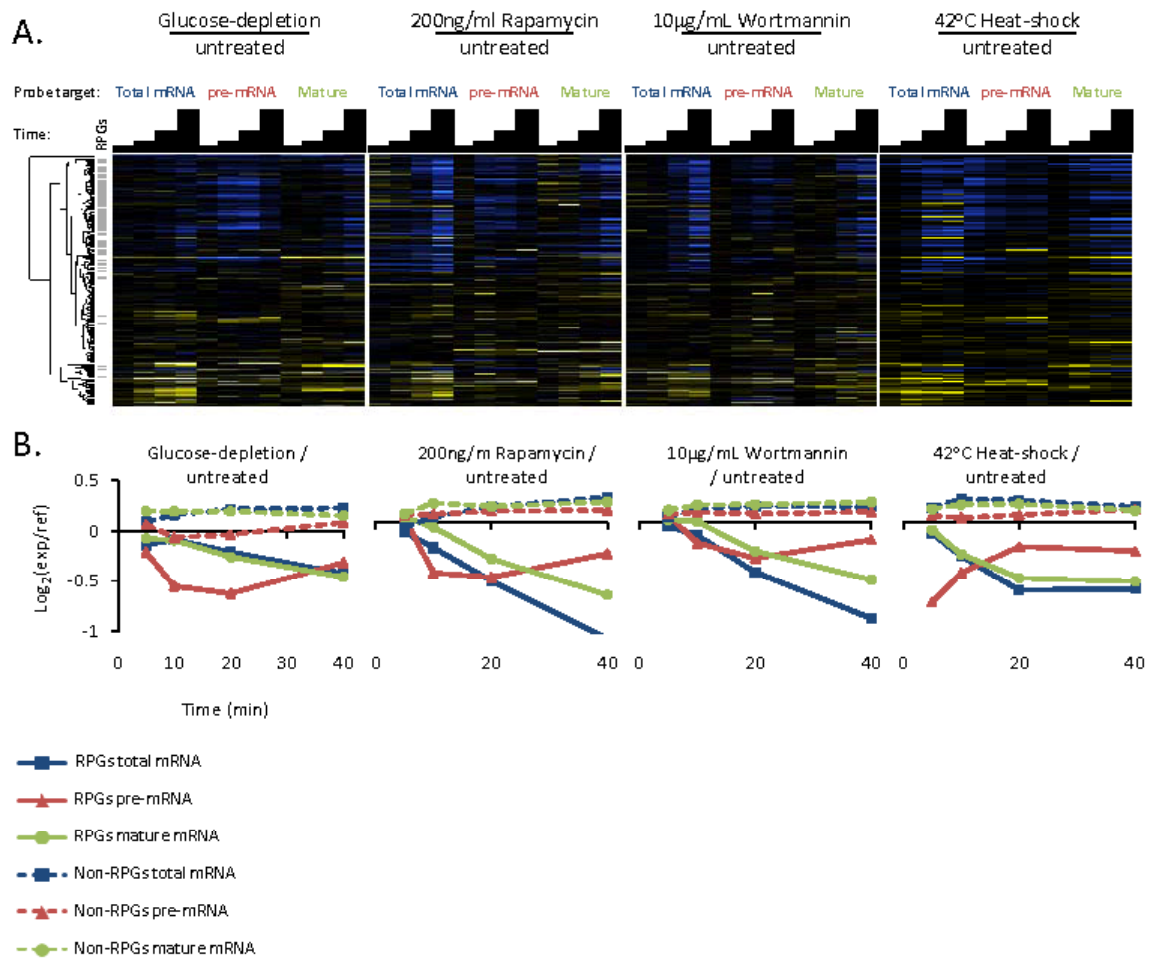 A.
Glucose-depletion 200ng/ml Rapamycin 10µg/mL Wortmannin 42°C Heat-shock
untreated untreated untreated untreated
Probe target: Total mRNA pre-mRNA Mature Total mRNA pre-mRNA Mature Total mRNA pre-mRNA Mature Total mRNA pre-mRNA Mature
Time:
RPGs
B.
Glucose-depletion / 200ng/m Rapamycin / 10µg/mL Wortmannin 42°C Heat-shock /
untreated untreated / untreated untreated
0.5
0
-0.5
-1
Log2(exp/ref)
0 10 20 30 40 0 20 40 0 20 40 0 20 40
Time (min)
RPGs total mRNA
RPGs pre-mRNA
RPGs mature mRNA
Non-RPGs total mRNA
Non-RPGs pre-mRNA
Non-RPGs mature mRNA